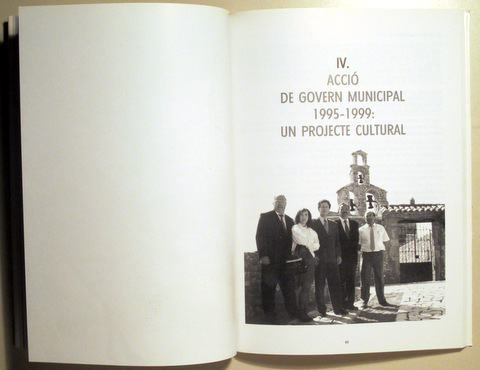 IV.
ACCIÓ
DE GOVERN MUNICIPAL
1995-1999:
UN PROJECTE CULTURAL